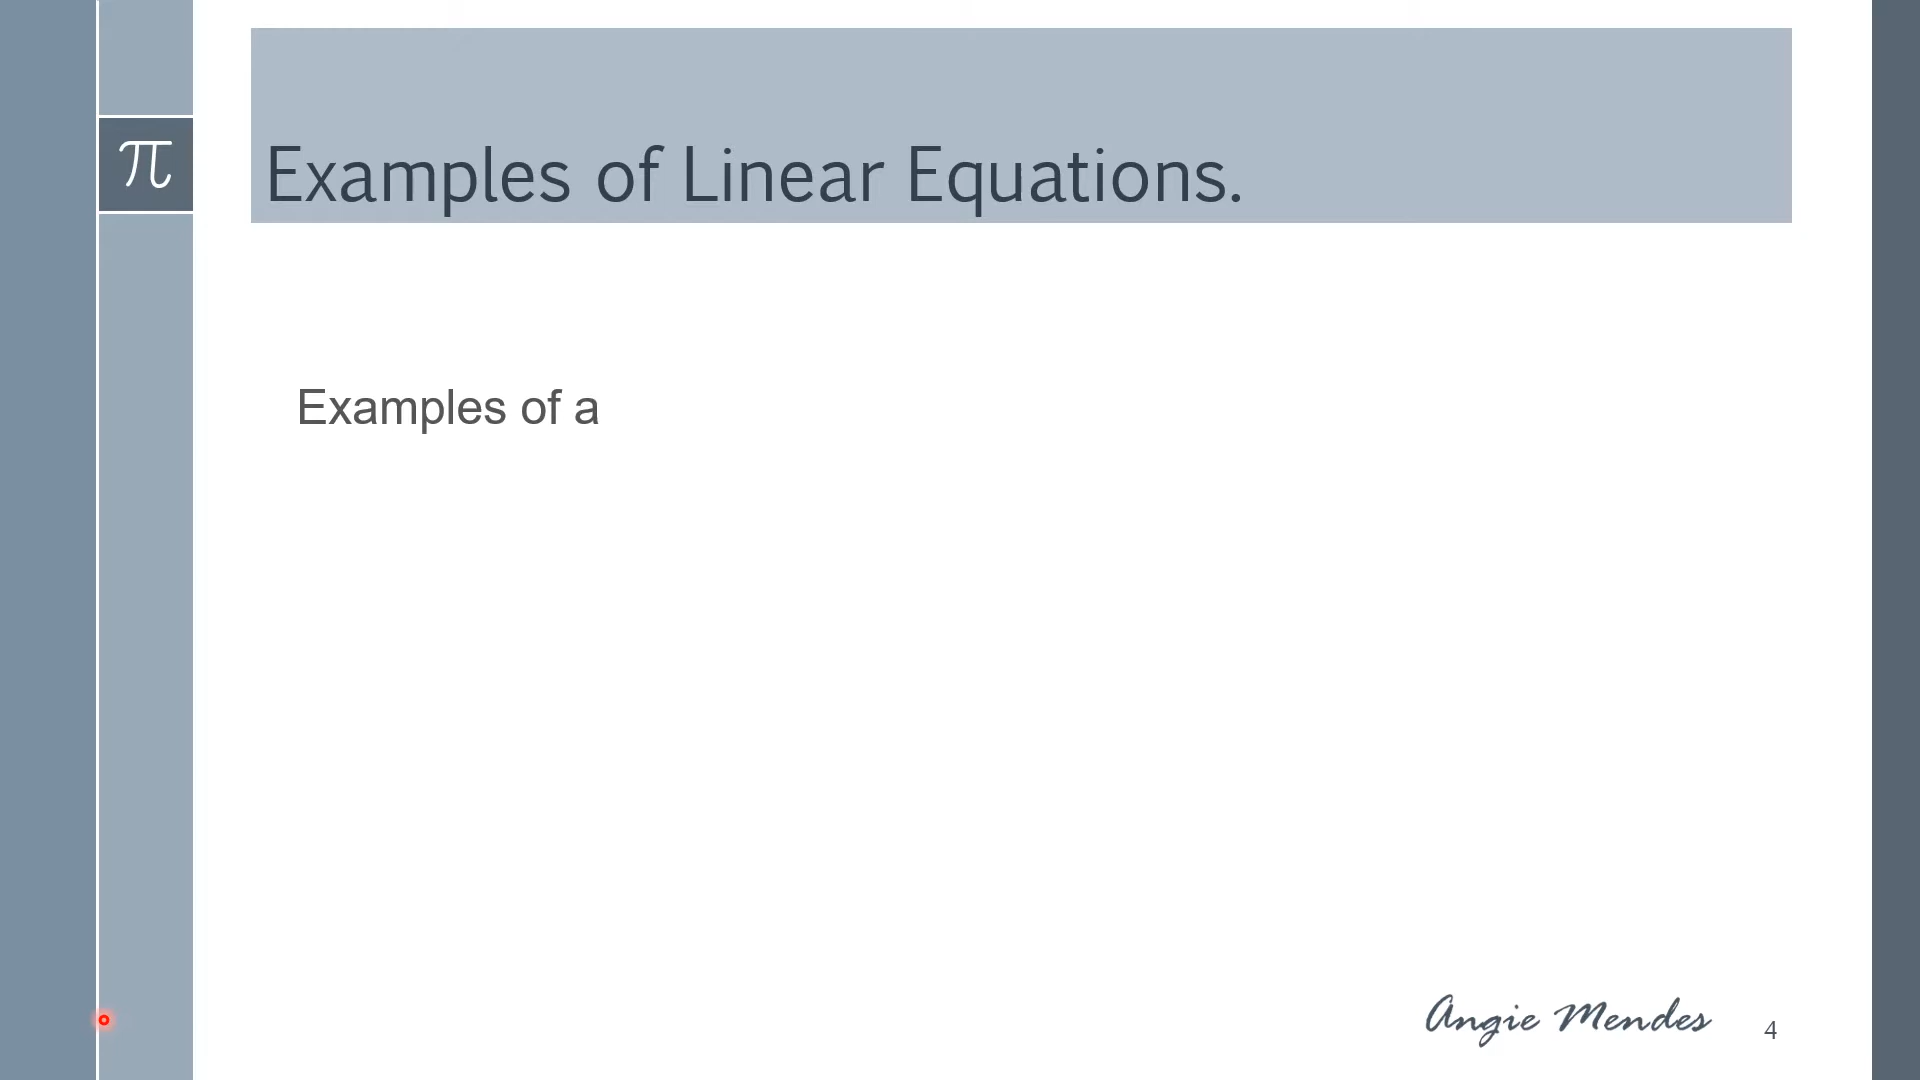 π
Examples of Linear Equations.
Examples of a
Angie Mendes
4